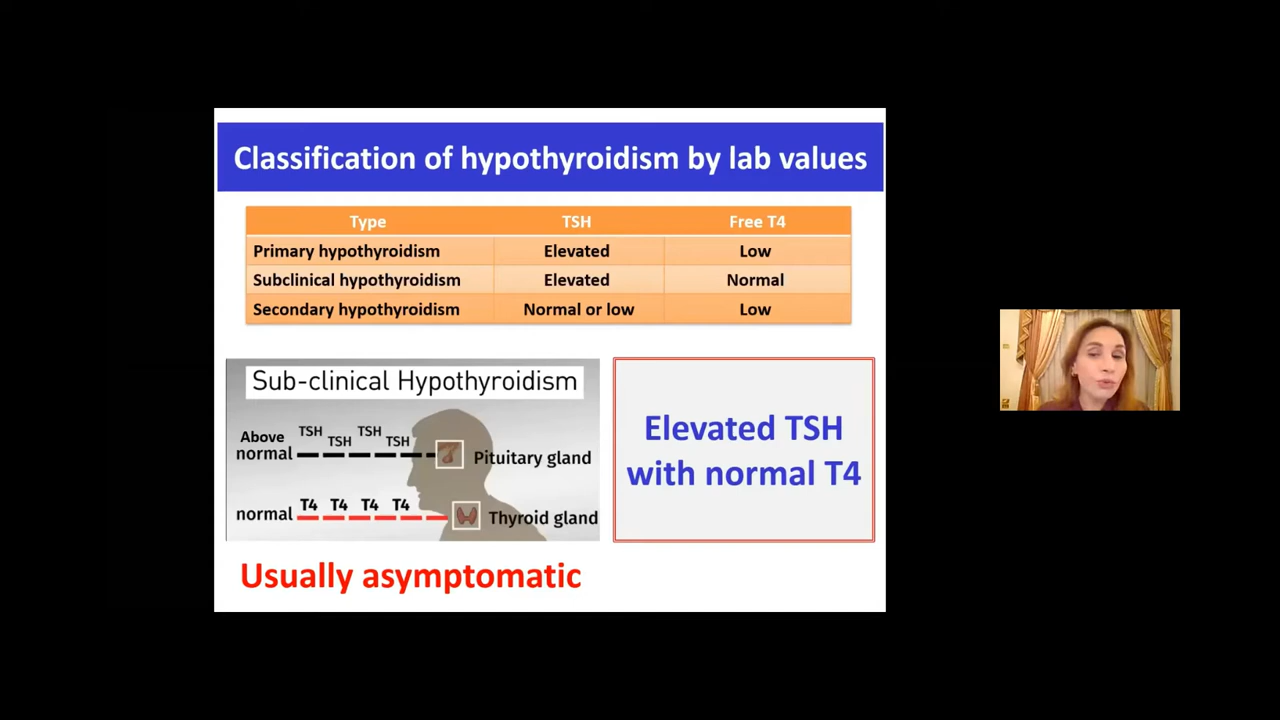 Classification of hypothyroidism by lab values
Type TSH Free T4
Primary hypothyroidism Elevated Low
Subclinical hypothyroidism Elevated Normal
Secondary hypothyroidism Normal or low Low
Sub-clinical Hypothyroidism
Above normal TSH TSH TSH TSH Pituitary gland
normal T4 T4 T4 T4 Thyroid gland
Elevated TSH
with normal T4
Usually asymptomatic